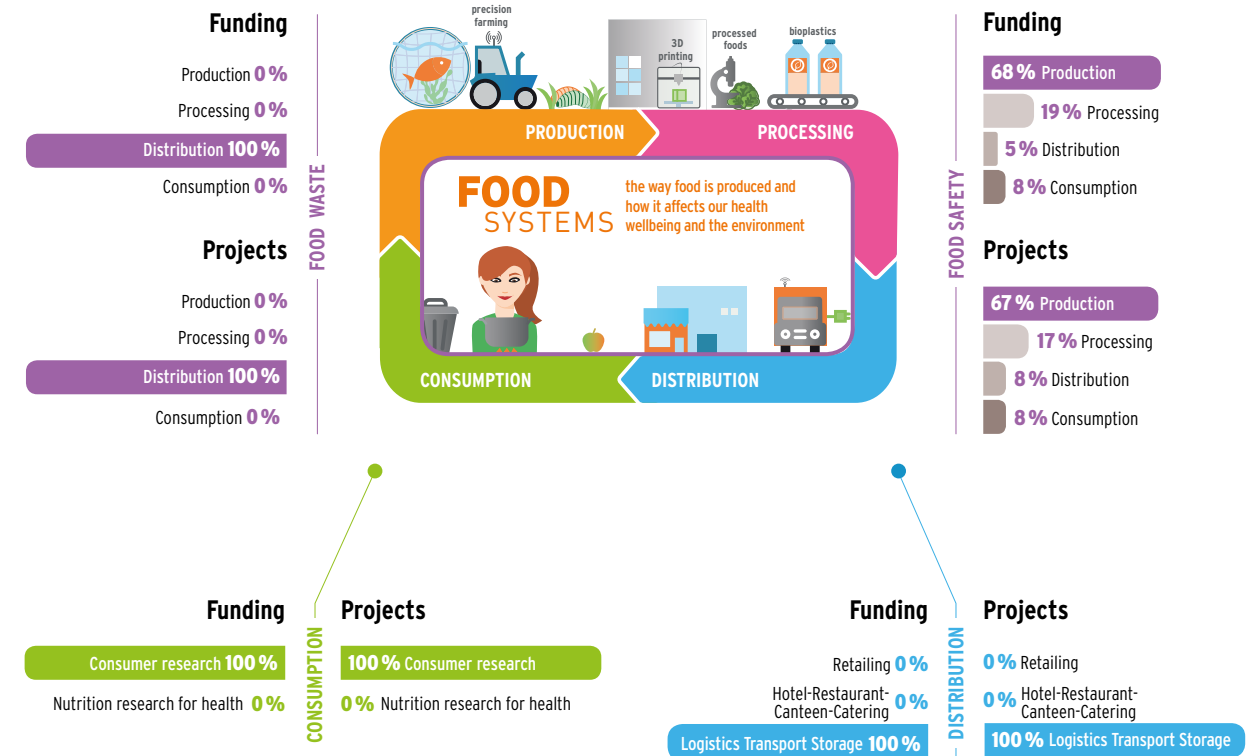 Funding
Production 0 %
Processing 0 %
Distribution 100 %
Consumption 0 %
Projects
Production 0 %
Processing 0 %
Distribution 100 %
Consumption 0 %
FOOD WASTE
precision
farming
3D
printing
processed
foods
bioplastics
PRODUCTION
PROCESSING
FOOD
SYSTEMS
the way food is produced and
how it affects our health
wellbeing and the environment
CONSUMPTION
DISTRIBUTION
FOOD SAFETY
Funding
68 % Production
19 % Processing
5 % Distribution
8 % Consumption
Projects
67 % Production
17 % Processing
8 % Distribution
8 % Consumption
Funding
Consumer research 100 %
Nutrition research for health 0 %
CONSUMPTION
Projects
100 % Consumer research
0 % Nutrition research for health
Funding
Retailing 0 %
Hotel-Restaurant-
Canteen-Catering 0 %
Logistics Transport Storage 100 %
DISTRIBUTION
Projects
0 % Retailing
0 % Hotel-Restaurant-
Canteen-Catering
100 % Logistics Transport Storage